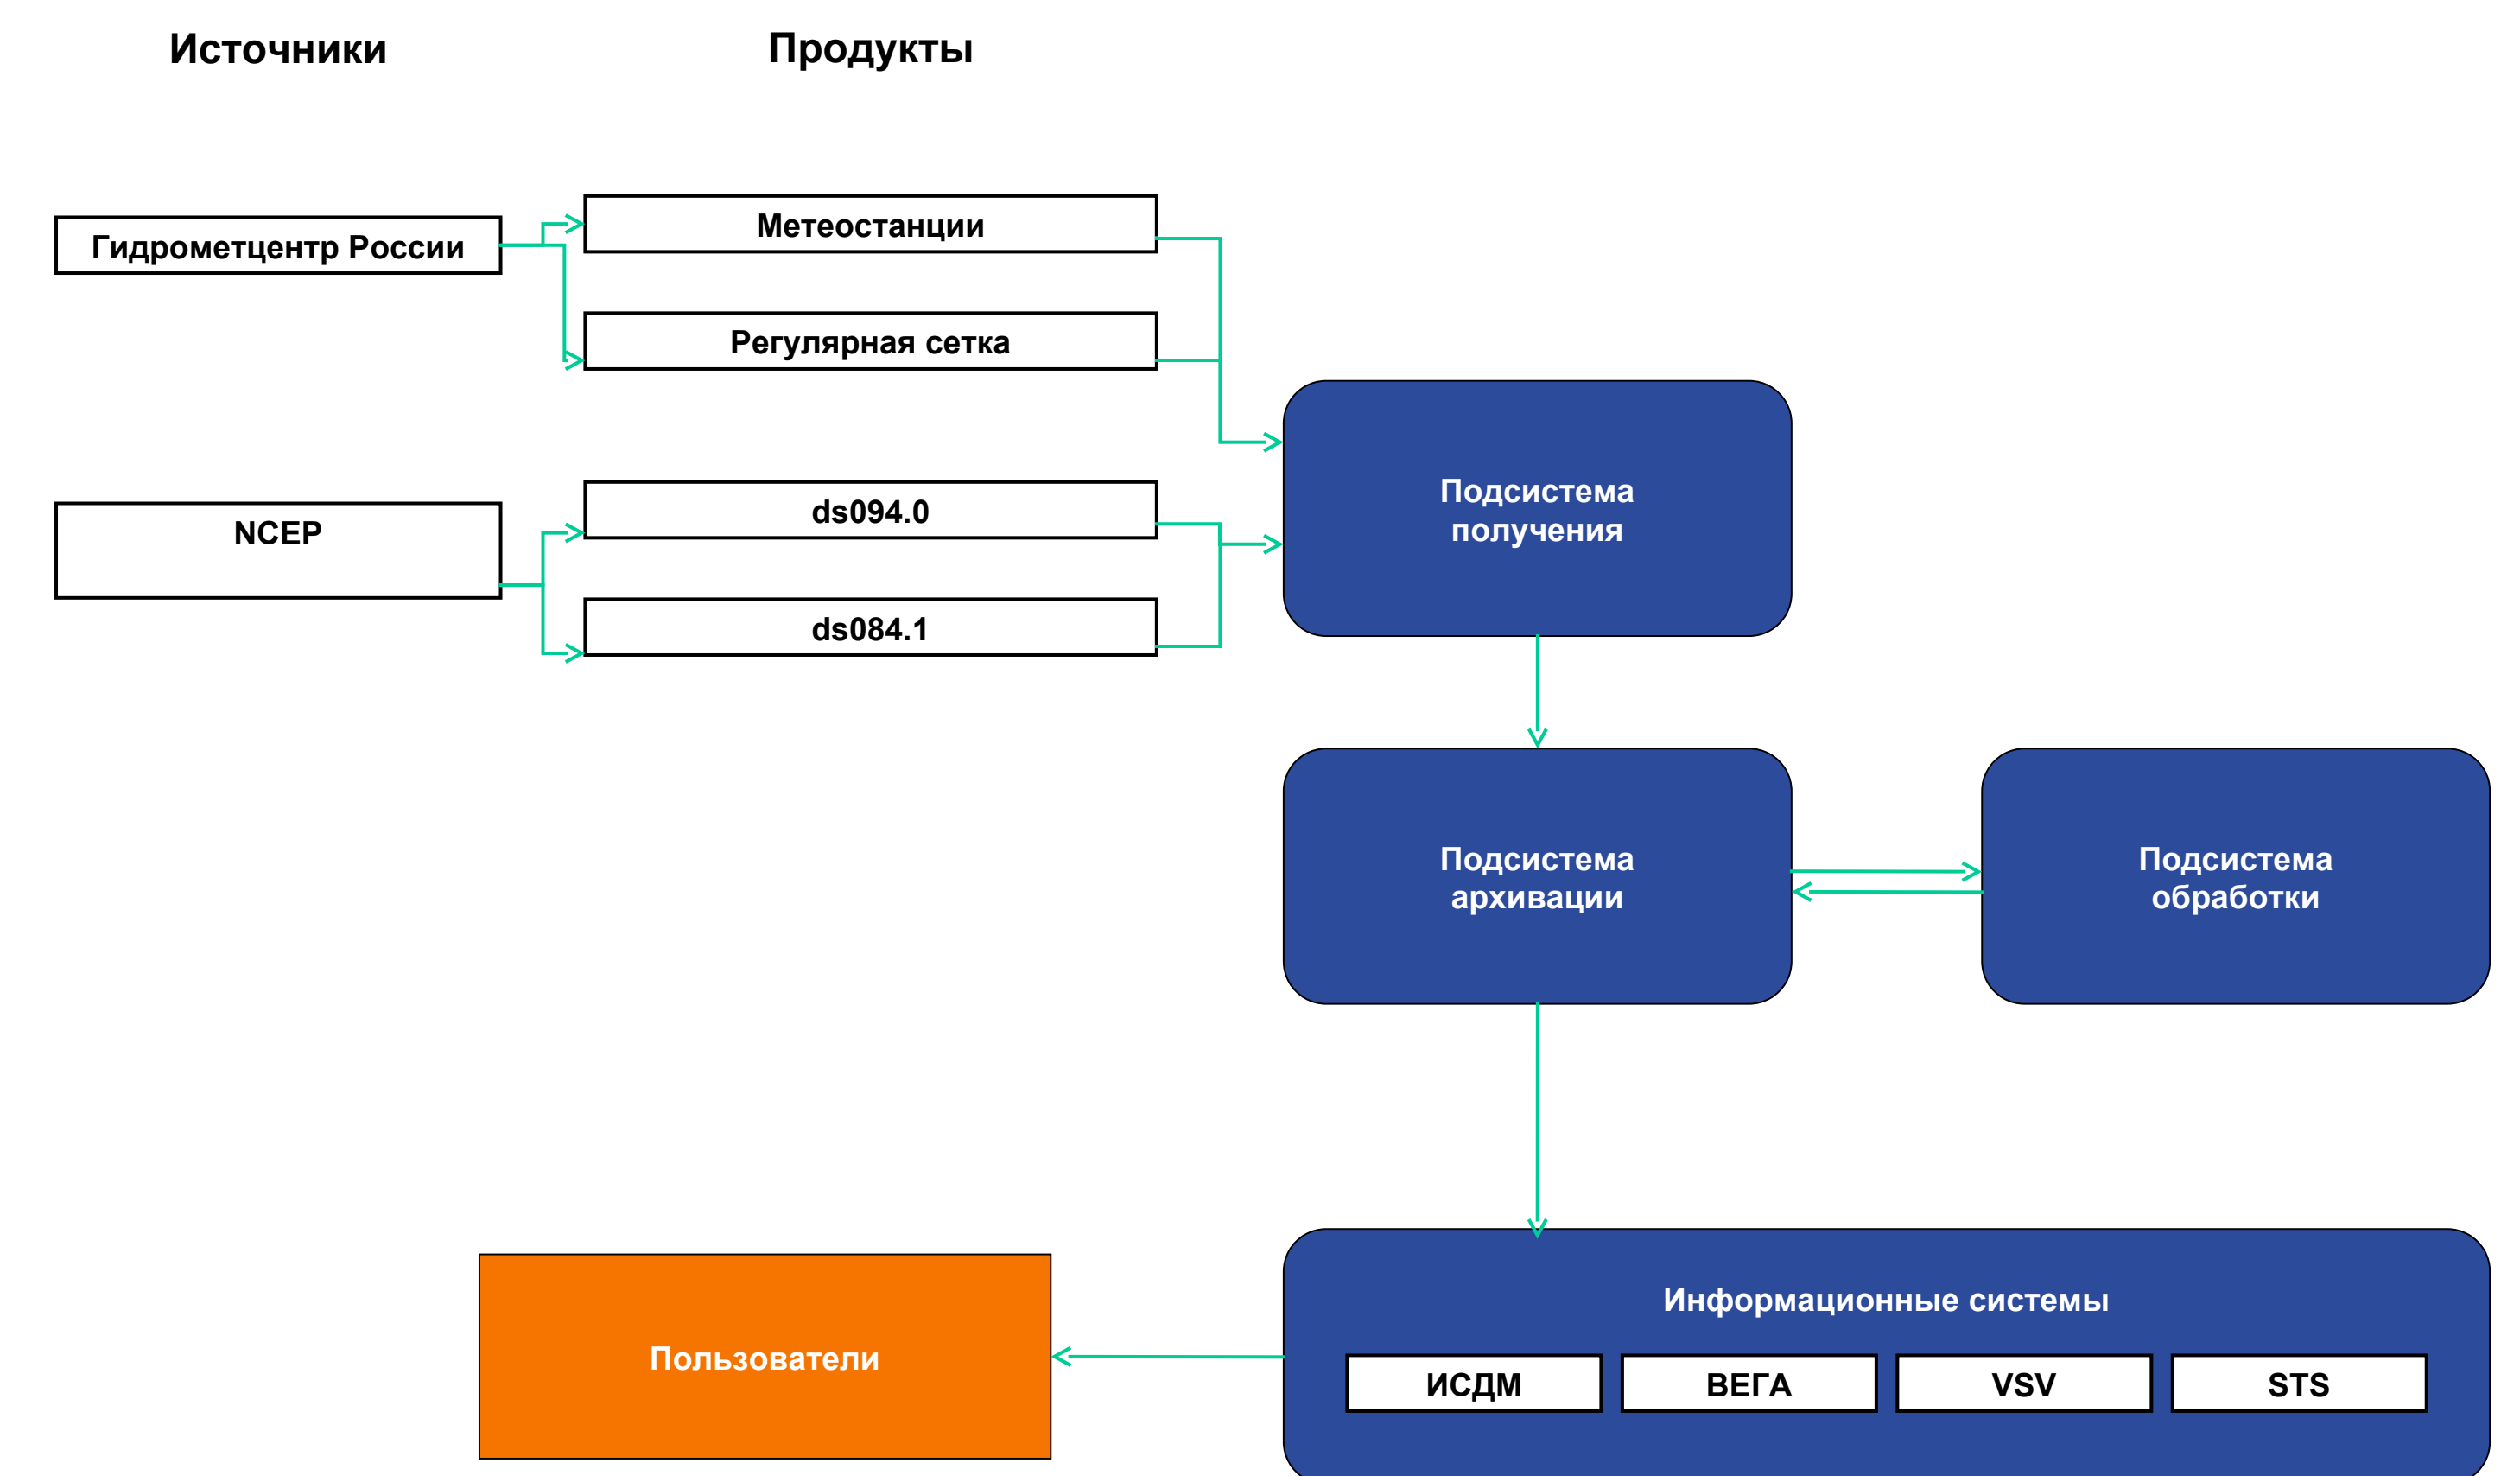 Источники
Продукты
Гидрометцентр России
Метеостанции
Регулярная сетка
NCEP
ds094.0
ds084.1
Подсистема
получения
Подсистема
архивации
Подсистема
обработки
Информационные системы
ИСДМ
ВЕГА
VSV
STS
Пользователи